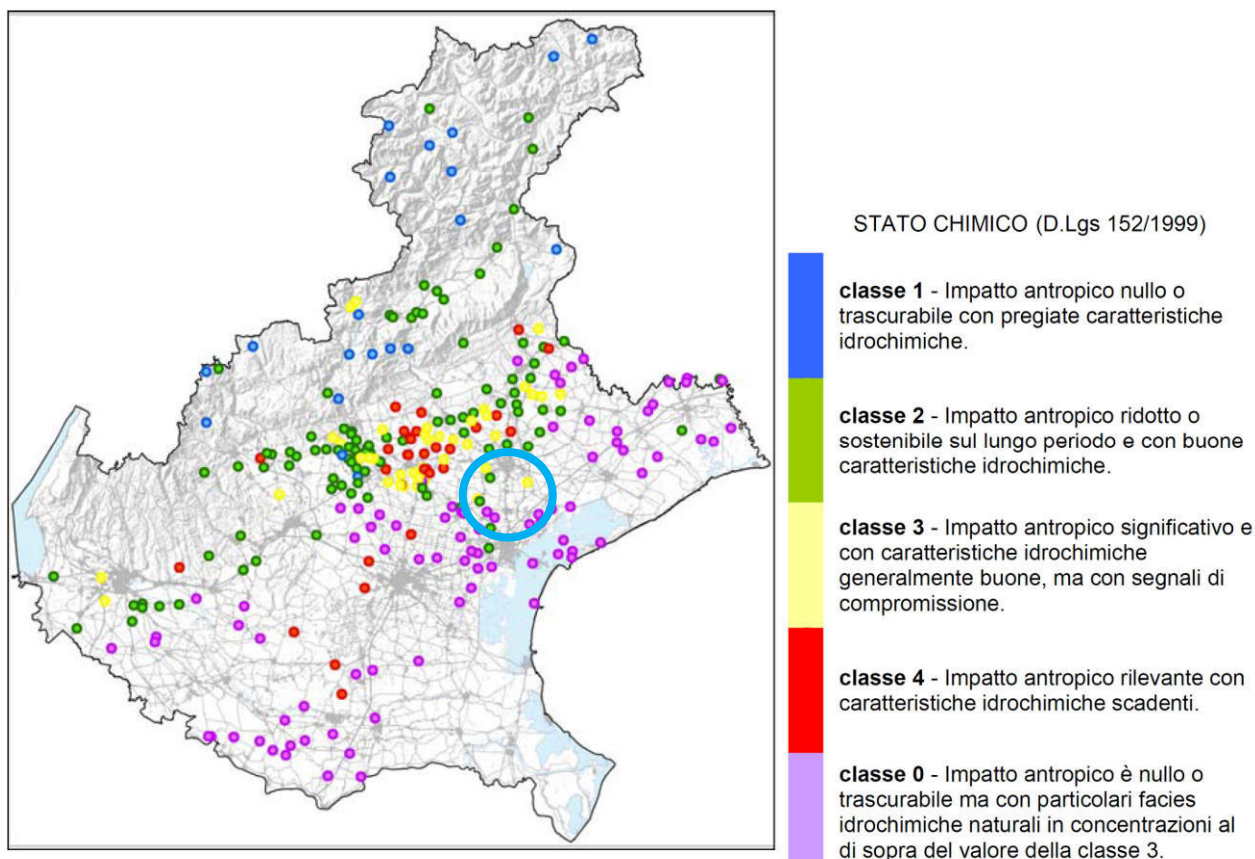 STATO CHIMICO (D.Lgs 152/1999)
classe 1 - Impatto antropico nullo o
trascurabile con pregiate caratteristiche
idrochimiche.
classe 2 - Impatto antropico ridotto o
sostenibile sul lungo periodo e con buone
caratteristiche idrochimiche.
classe 3 - Impatto antropico significativo e
con caratteristiche idrochimiche
generalmente buone, ma con segnali di
compromissione.
classe 4 - Impatto antropico rilevante con
caratteristiche idrochimiche scadenti.
classe 0 - Impatto antropico è nullo o
trascurabile ma con particolari facies
idrochimiche naturali in concentrazioni al
di sopra del valore della classe 3.